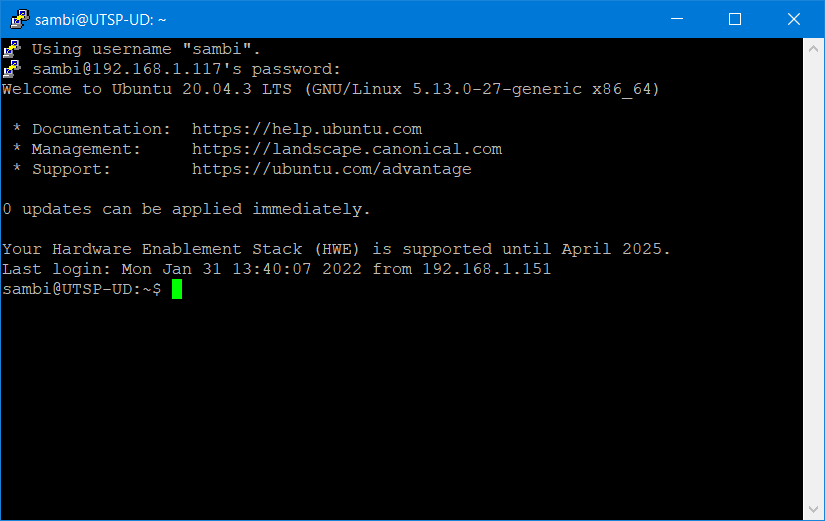 sambi@UTSP-UD: ~
Using username "sambi".
sambi@192.168.1.117's password:
Welcome to Ubuntu 20.04.3 LTS (GNU/Linux 5.13.0-27-generic x86_64)
* Documentation:  https://help.ubuntu.com
* Management:     https://landscape.canonical.com
* Support:        https://ubuntu.com/advantage
0 updates can be applied immediately.
Your Hardware Enablement Stack (HWE) is supported until April 2025.
Last login: Mon Jan 31 13:40:07 2022 from 192.168.1.151
sambi@UTSP-UD:~$